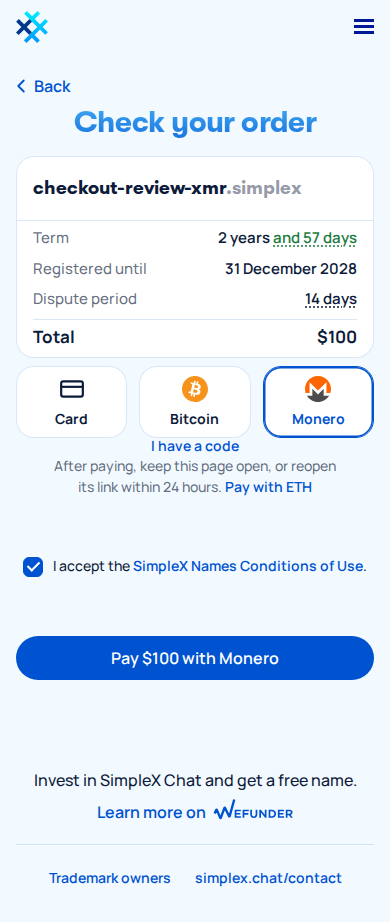 Back
Check your order
checkout-review-xmr.simplex
Term 2 years and 57 days
Registered until 31 December 2028
Dispute period 14 days
Total $100
Card Bitcoin Monero
I have a code
After paying, keep this page open, or reopen
its link within 24 hours. Pay with ETH
I accept the SimpleX Names Conditions of Use.
Pay $100 with Monero
Invest in SimpleX Chat and get a free name.
Learn more on WEFUNDER
Trademark owners simplex.chat/contact